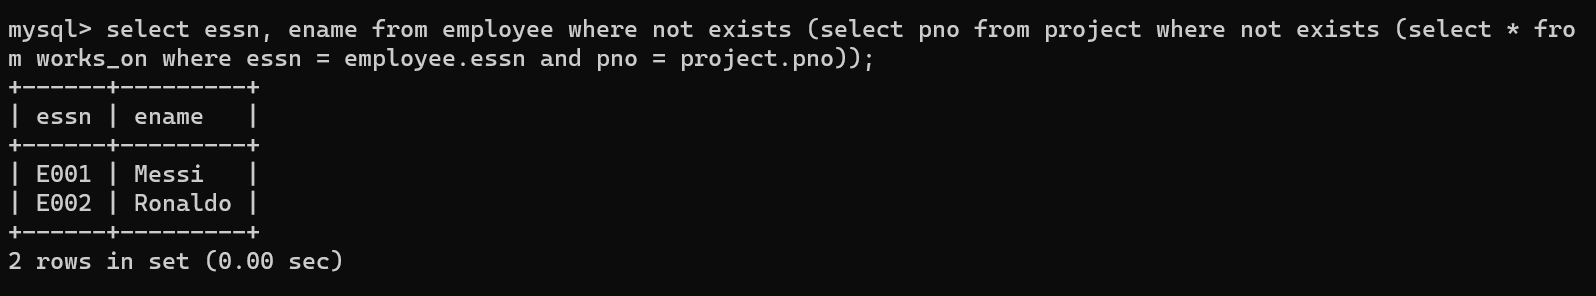 mysql> select essn, ename from employee where not exists (select pno from project where not exists (select * fro
m works_on where essn = employee.essn and pno = project.pno));
+------+---------+
| essn | ename   |
+------+---------+
| E001 | Messi   |
| E002 | Ronaldo |
+------+---------+
2 rows in set (0.00 sec)